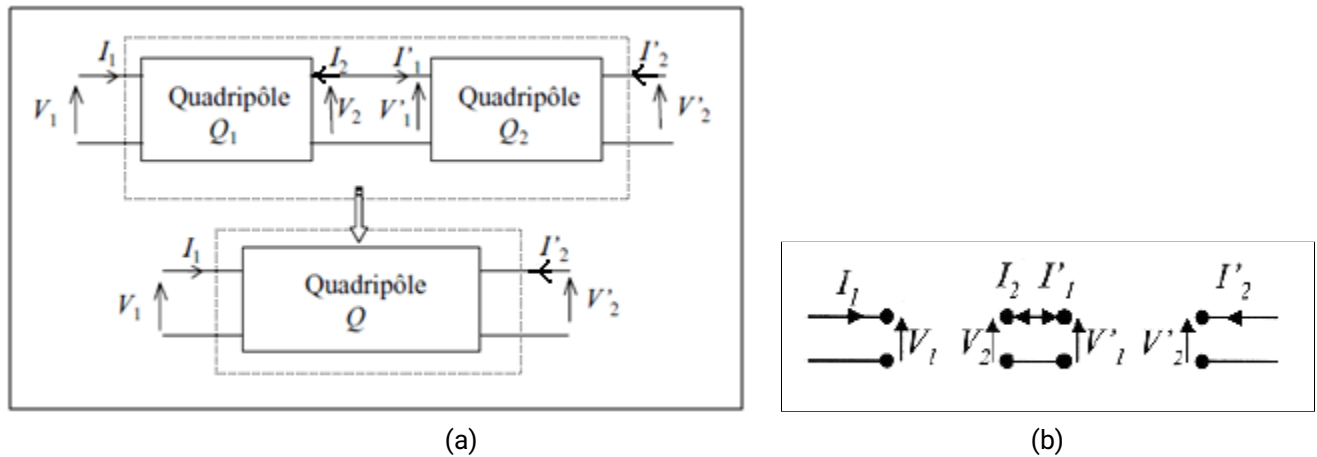 I₁ I₂ I'₁ I'₂
V₁ Quadripôle V₂ V'₁ Quadripôle V'₂
Q₁ Q₂
I₁ I'₂
V₁ Quadripôle V'₂
Q
(a)
I₁ I₂ I'₁ I'₂
V₁ V₂ V'₁ V'₂
(b)